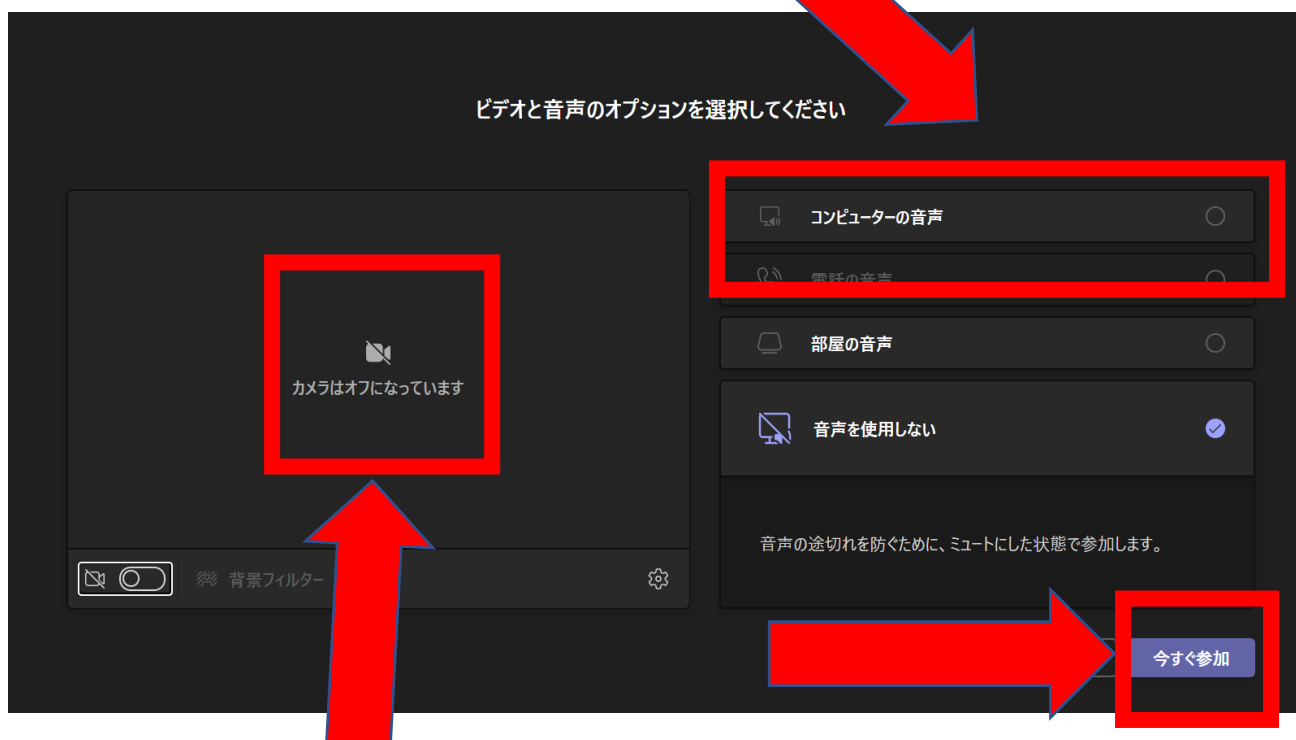 ビデオと音声のオプションを選択してください
カメラはオフになっています
背景フィルター
コンピューターの音声
電話の音声
部屋の音声
音声を使用しない
音声の途切れを防ぐために、ミュートにした状態で参加します。
今すぐ参加